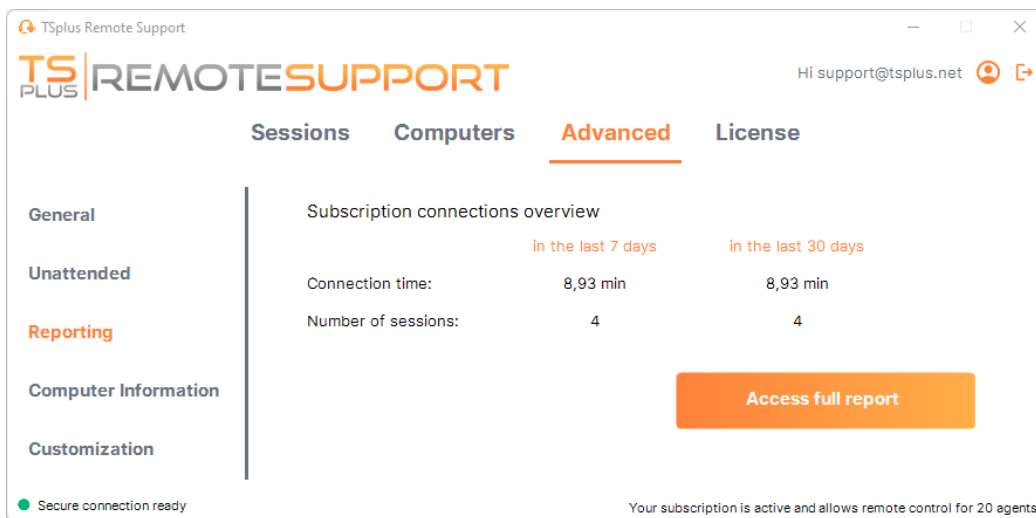 TSplus Remote Support
TS PLUS REMOTESUPPORT
Hi support@tsplus.net
Sessions Computers Advanced License
General
Unattended
Reporting
Computer Information
Customization
Subscription connections overview
in the last 7 days in the last 30 days
Connection time: 8,93 min 8,93 min
Number of sessions: 4 4
Access full report
Secure connection ready
Your subscription is active and allows remote control for 20 agents